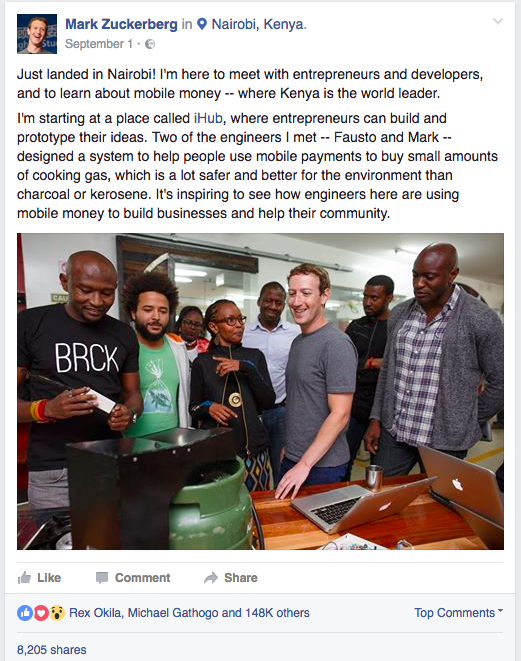 Mark Zuckerberg in Nairobi, Kenya.
September 1 ·
Just landed in Nairobi! I'm here to meet with entrepreneurs and developers,
and to learn about mobile money -- where Kenya is the world leader.
I'm starting at a place called iHub, where entrepreneurs can build and
prototype their ideas. Two of the engineers I met -- Fausto and Mark --
designed a system to help people use mobile payments to buy small amounts
of cooking gas, which is a lot safer and better for the environment than
charcoal or kerosene. It's inspiring to see how engineers here are using
mobile money to build businesses and help their community.
CAU
BRCK
Like Comment Share
Rex Okila, Michael Gathogo and 148K others Top Comments
8,205 shares